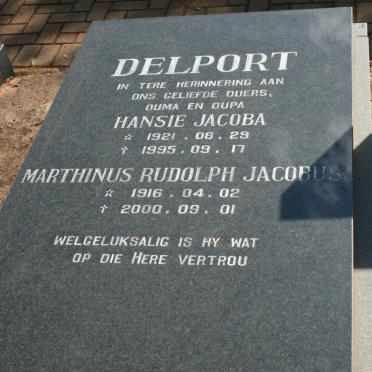 DELPORT
IN TERE HERINNERING AAN
ONS GELIEFDE OUERS,
OUMA EN OUPA
HANSIE JACOBA
☆ 1921 . 08 . 29
† 1995 . 09 . 17
MARTHINUS RUDOLPH JACOBUS
☆ 1916 . 04 . 02
† 2000 . 09 . 01
WELGELUKSALIG IS HY WAT
OP DIE HERE VERTROU